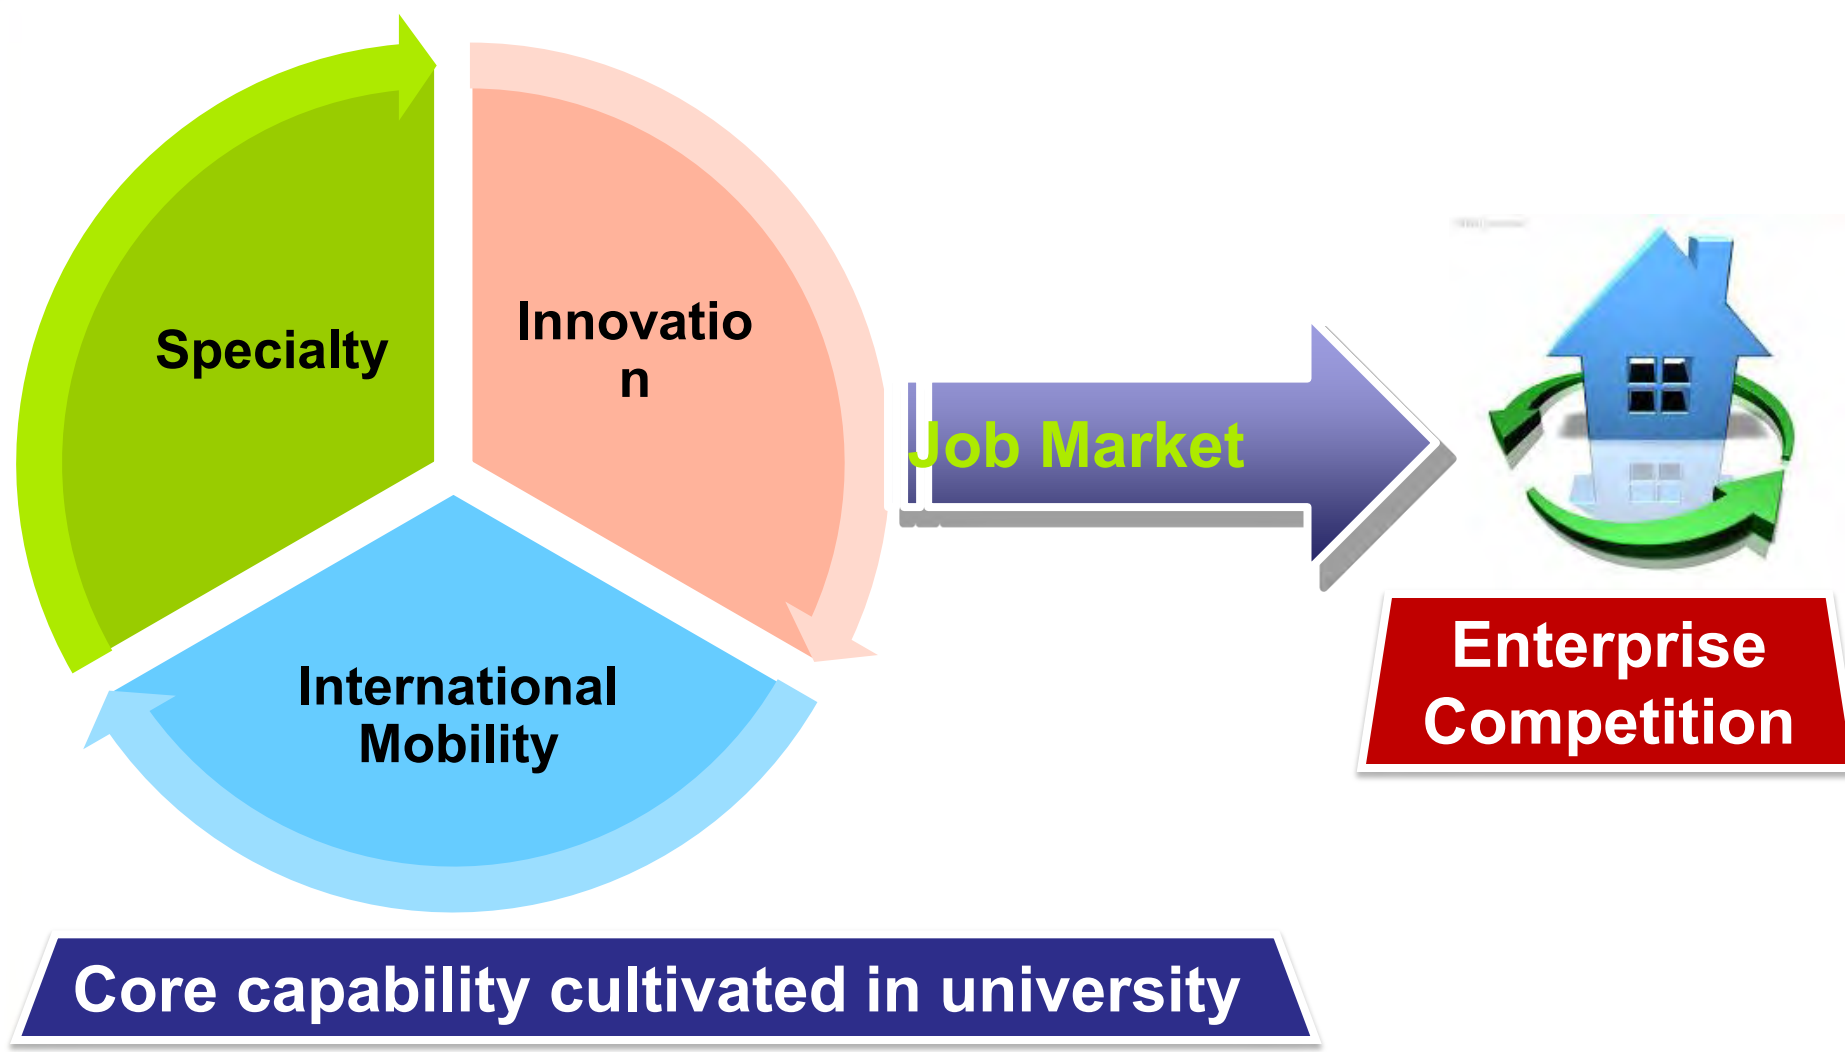 Specialty
Innovatio
n
International
Mobility
Job Market
Enterprise
Competition
Core capability cultivated in university